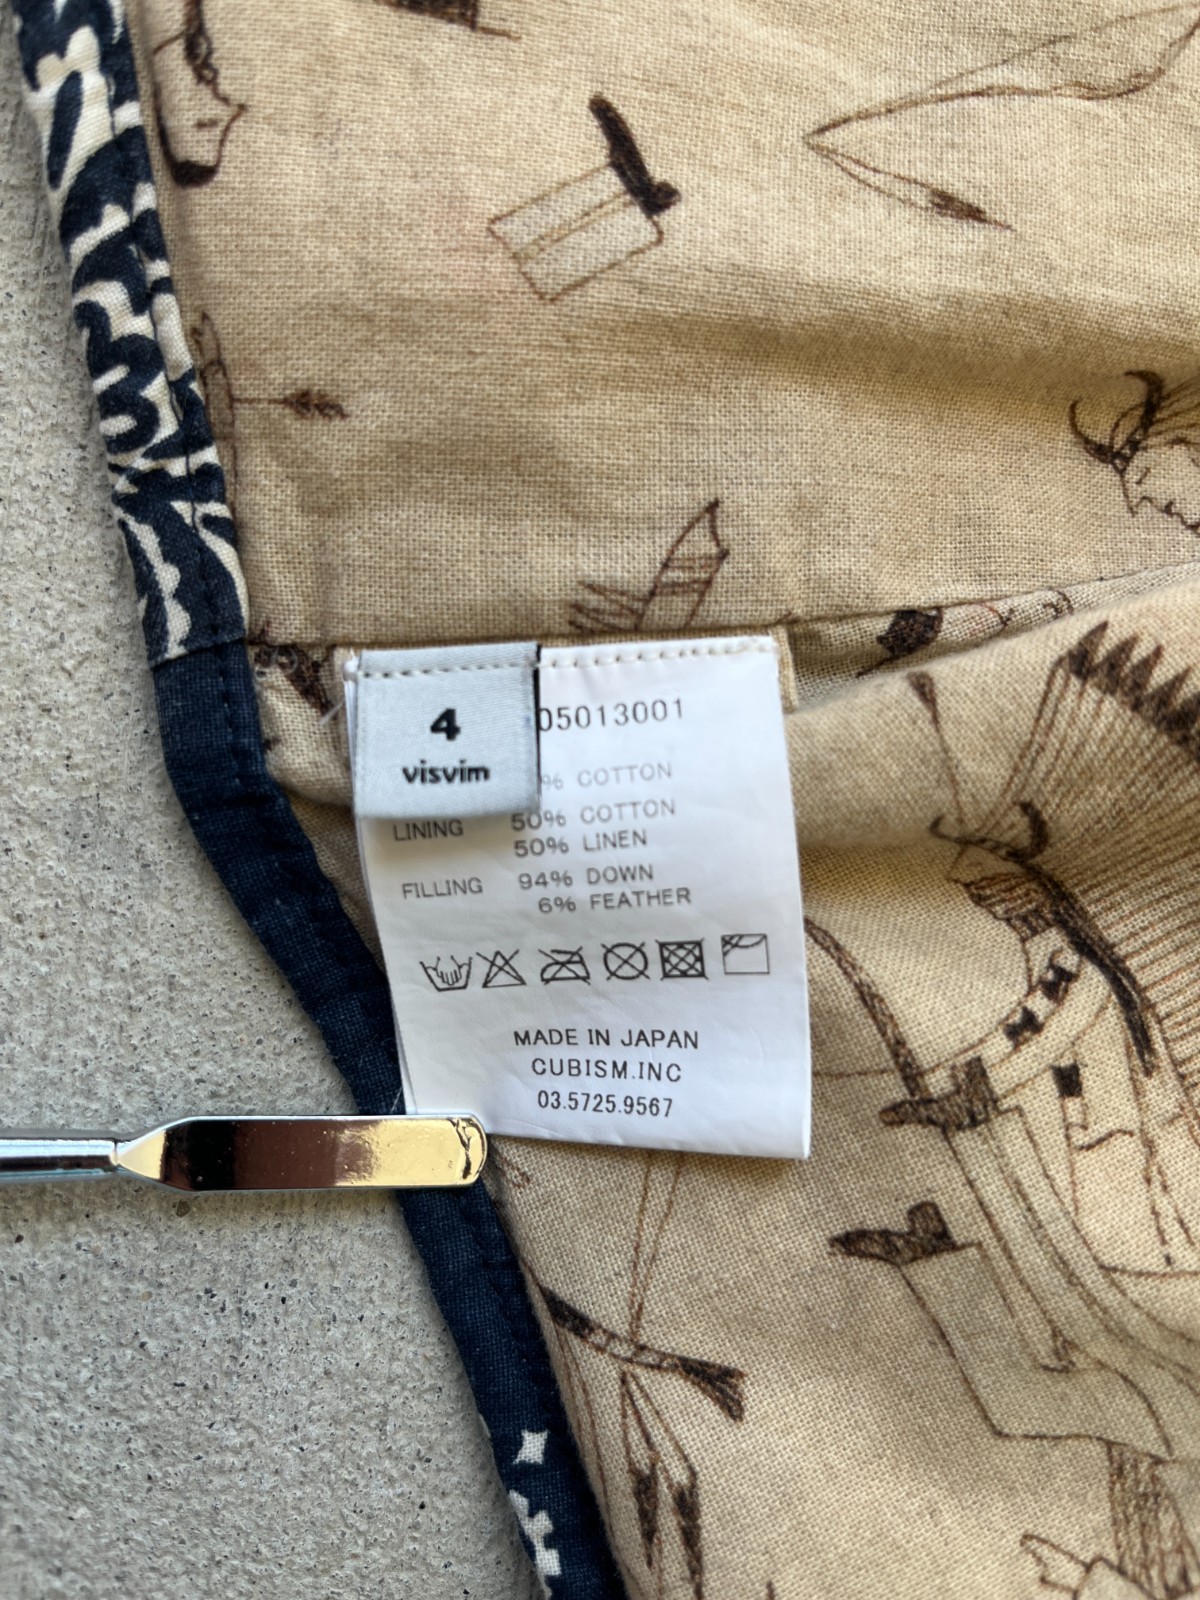 4
visvim
05013001
% COTTON
LINING 50% COTTON
50% LINEN
FILLING 94% DOWN
6% FEATHER
MADE IN JAPAN
CUBISM.INC
03.5725.9567